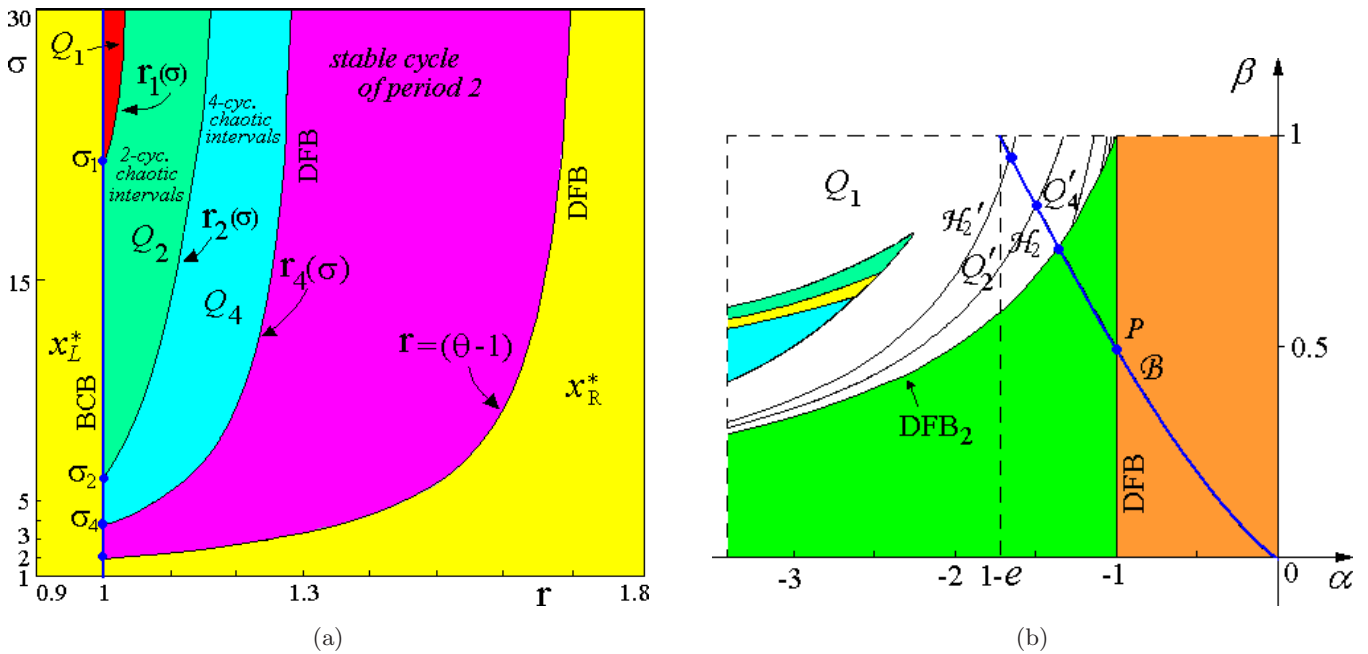 30
σ
Q₁
r₁(σ)
stable cycle
of period 2
4-cyc.
chaotic
intervals
σ₁
2-cyc.
chaotic
intervals
DFB
DFB
r₂(σ)
Q₂
15
r₄(σ)
Q₄
x*L
r=(θ-1)
x*R
BCB
σ₂
5
σ₄
3
2
1
0.9
1
1.3
r
1.8
(a)
β
1
Q₁
ℋ₂'
Q₄'
ℋ₂
Q₂'
P
0.5
ℬ
DFB₂
DFB
-3
-2
1-e
-1
0
α
(b)